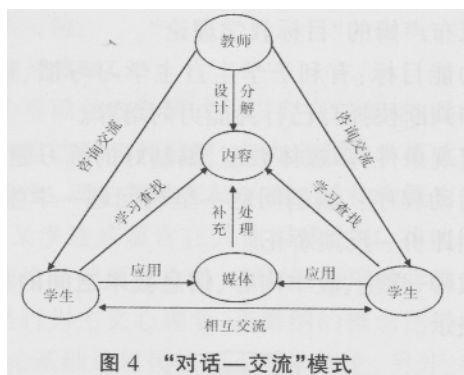 教师
设计
分解
咨询交流
咨询交流
内容
学习查找
学习查找
补充
处理
应用
应用
学生
媒体
学生
相互交流
图 4 “对话—交流”模式